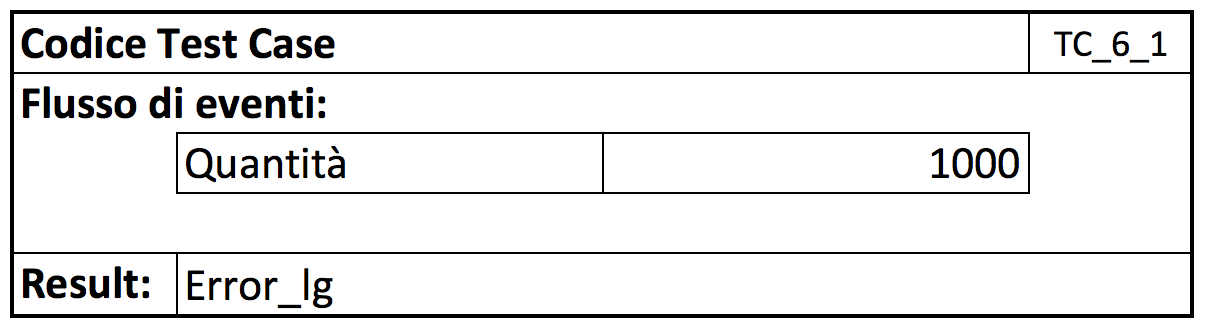 Codice Test Case TC_6_1
Flusso di eventi:
Quantità 1000
Result: Error_lg